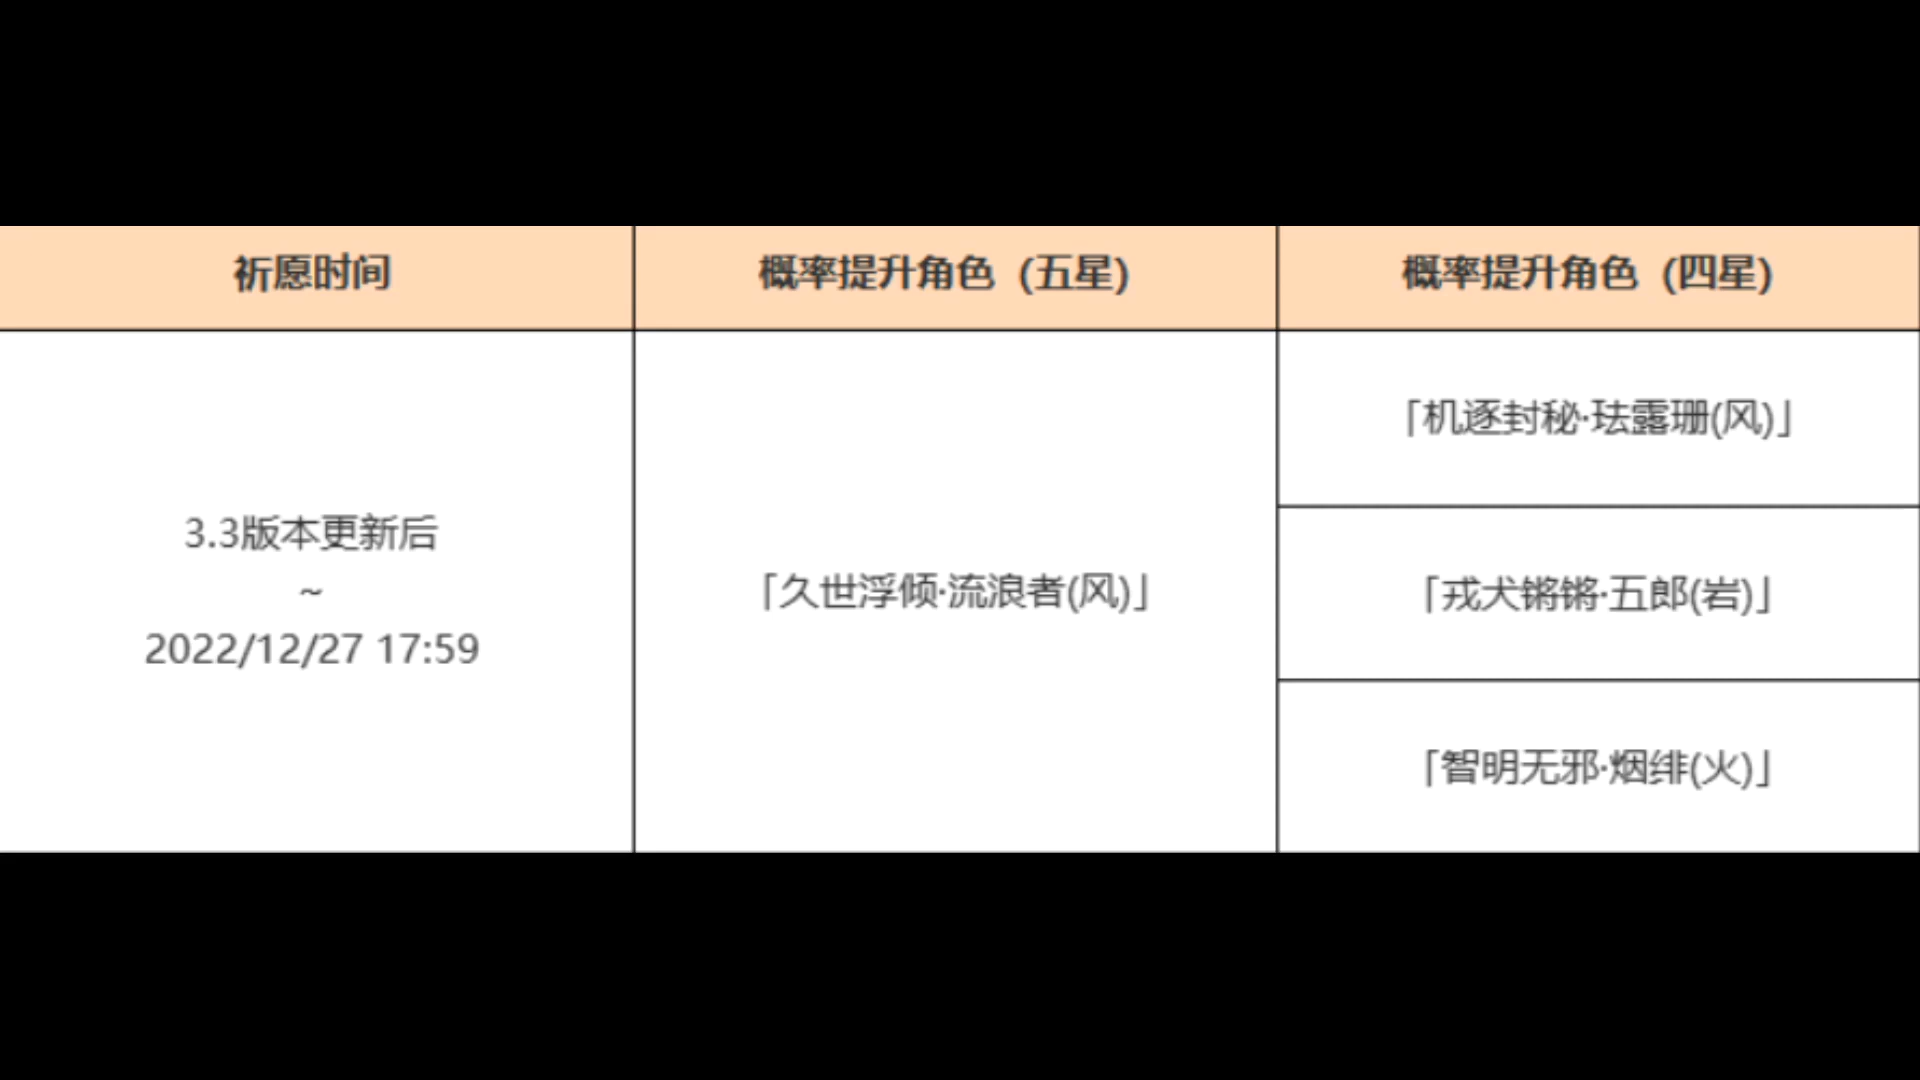 祈愿时间
概率提升角色（五星)
概率提升角色（四星)
3.3版本更新后
~
2022/12/27 17:59
「久世浮倾·流浪者(风)」
「机逐封秘·珐露珊(风)」
「戎犬锵锵·五郎(岩)」
「智明无邪·烟绯(火)」